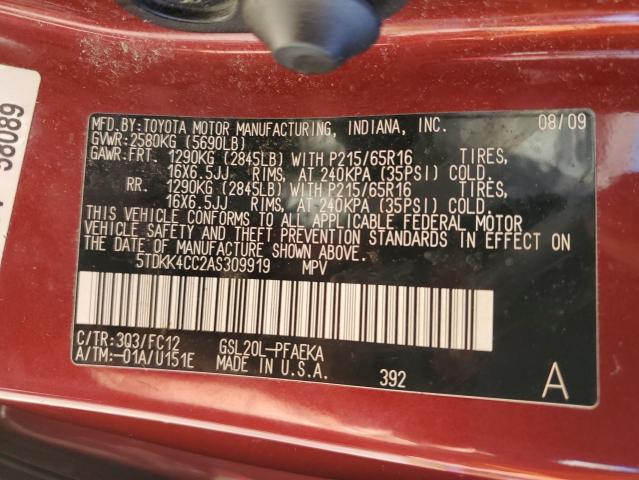 MFD.BY:TOYOTA MOTOR MANUFACTURING, INDIANA, INC. 08/09
GVWR:2580KG (5690LB)
GAWR:FRT. 1290KG (2845LB) WITH P215/65R16 TIRES,
16X6.5JJ RIMS, AT 240KPA (35PSI) COLD.
RR. 1290KG (2845LB) WITH P215/65R16 TIRES,
16X6.5JJ RIMS, AT 240KPA (35PSI) COLD.
THIS VEHICLE CONFORMS TO ALL APPLICABLE FEDERAL MOTOR
VEHICLE SAFETY AND THEFT PREVENTION STANDARDS IN EFFECT ON
THE DATE OF MANUFACTURE SHOWN ABOVE.
5TDKK4CC2AS309919 MPV
C/TR:3Q3/FC12 GSL20L-PFAEKA
A/TM:-01A/U151E MADE IN U.S.A. 392 A
98089